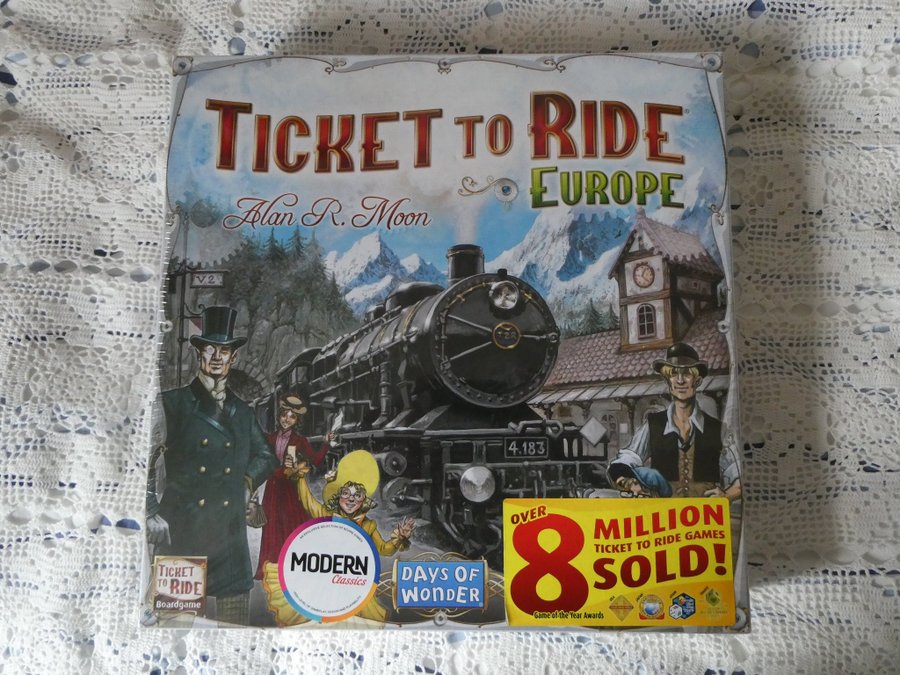 TICKET TO RIDE
EUROPE
Alan R. Moon
V 2
4.183
TICKET
TO RIDE
Boardgame
MODERN
Classics
DAYS OF
WONDER
OVER
8 MILLION
TICKET TO RIDE GAMES
SOLD!
Game of the Year Awards